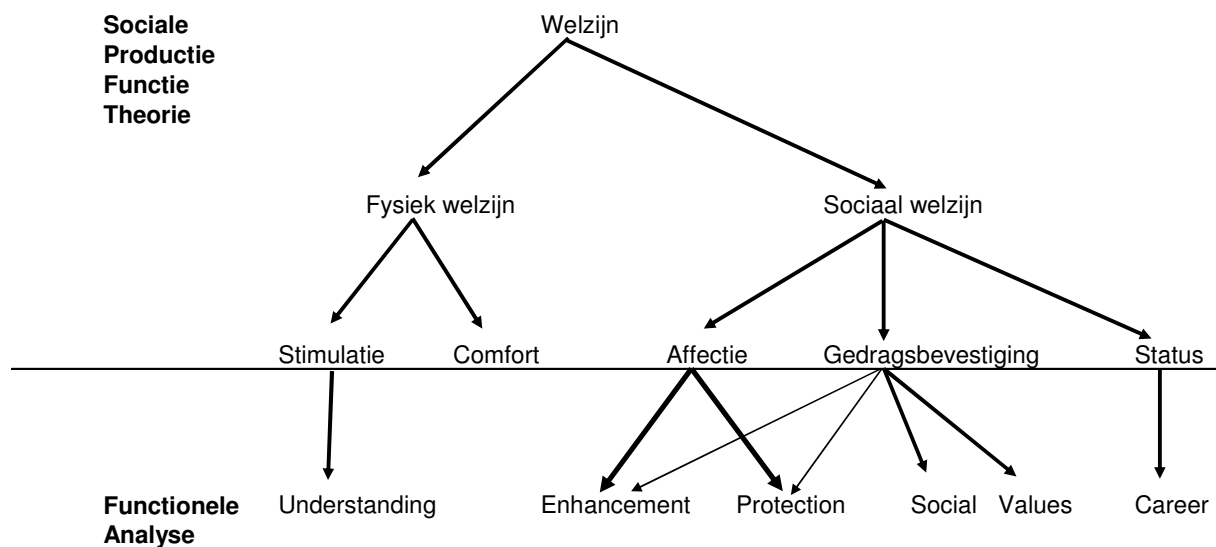 Sociale
Productie
Functie
Theorie
Welzijn
Fysiek welzijn
Sociaal welzijn
Stimulatie
Comfort
Affectie
Gedragsbevestiging
Status
Functionele
Analyse
Understanding
Enhancement
Protection
Social
Values
Career